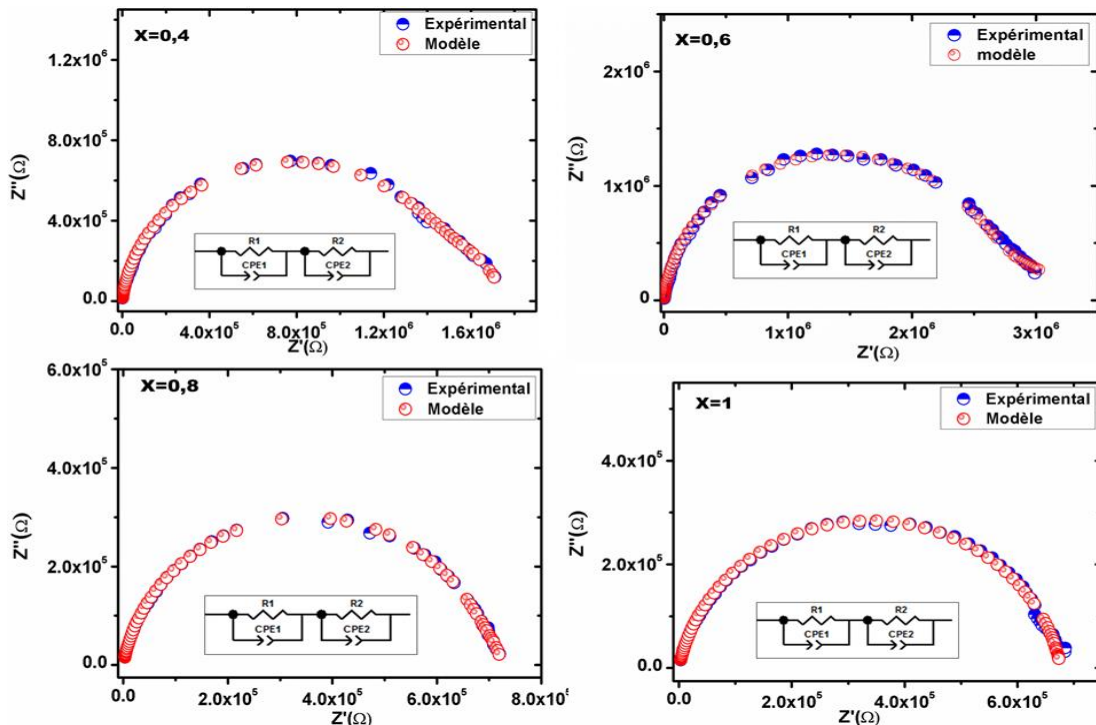 X=0,4
Expérimental
Modèle
1.2x10⁶
8.0x10⁵
4.0x10⁵
0.0
Z''(Ω)
R1
R2
CPE1
CPE2
0.0
4.0x10⁵
8.0x10⁵
1.2x10⁶
1.6x10⁶
Z'(Ω)
X=0,6
Expérimental
modèle
2x10⁶
1x10⁶
0
Z''(Ω)
R1
R2
CPE1
CPE2
0
1x10⁶
2x10⁶
3x10⁶
Z'(Ω)
X=0,8
Expérimental
Modèle
6.0x10⁵
4.0x10⁵
2.0x10⁵
0.0
Z''(Ω)
R1
R2
CPE1
CPE2
0.0
2.0x10⁵
4.0x10⁵
6.0x10⁵
Z'(Ω)
X=1
Expérimental
Modèle
4.0x10⁵
2.0x10⁵
0.0
Z''(Ω)
R1
R2
CPE1
CPE2
0.0
2.0x10⁵
4.0x10⁵
6.0x10⁵
Z'(Ω)